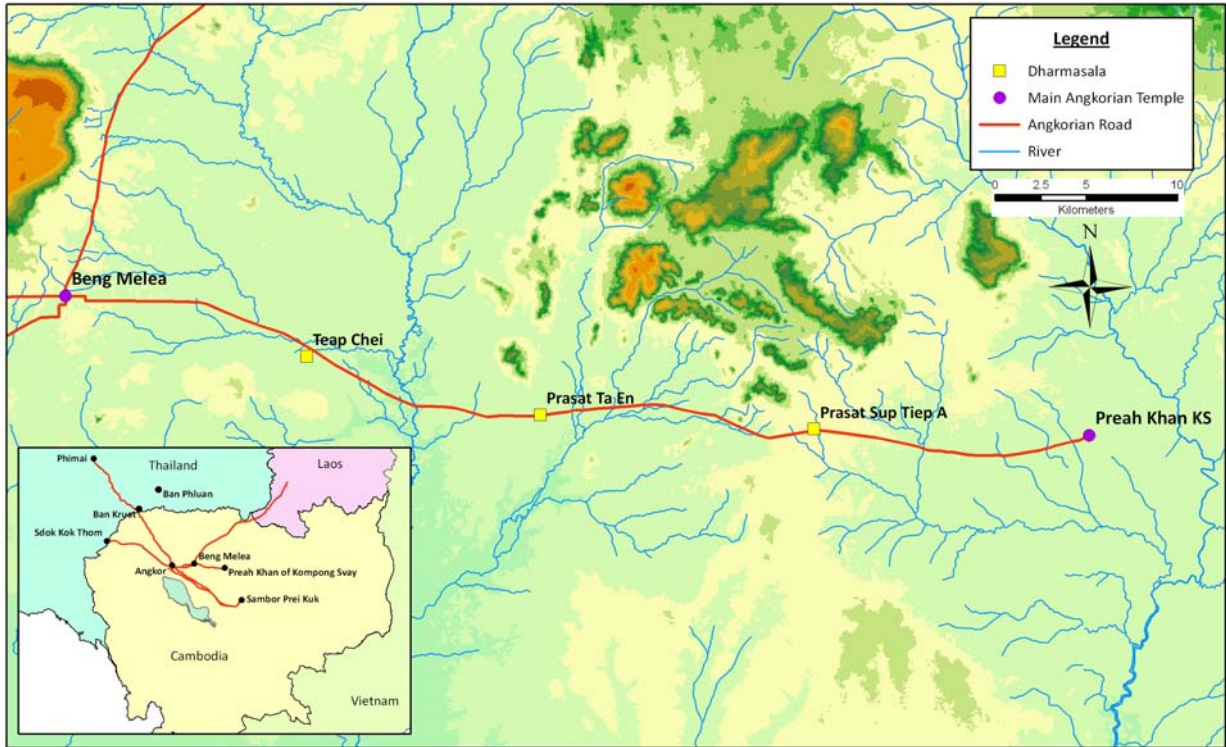 Legend
Dharmasala
Main Angkorian Temple
Angkorian Road
River
0 2.5 5 10
Kilometers
N
Beng Melea
Teap Chei
Prasat Ta En
Prasat Sup Tiep A
Preah Khan KS
Phimai
Thailand
Laos
Ban Phluan
Ban Kruat
Sdok Kok Thom
Beng Melea
Angkor
Preah Khan of Kompong Svay
Sambor Prei Kuk
Cambodia
Vietnam